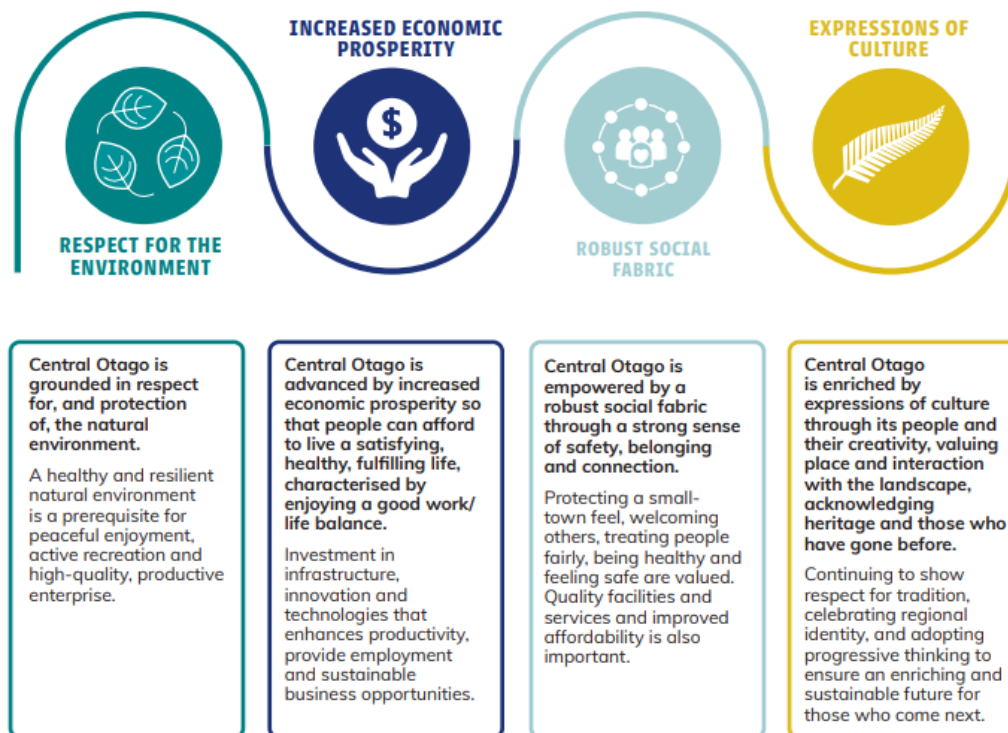 RESPECT FOR THE
ENVIRONMENT
INCREASED ECONOMIC
PROSPERITY
$
ROBUST SOCIAL
FABRIC
EXPRESSIONS OF
CULTURE
Central Otago is
grounded in respect
for, and protection
of, the natural
environment.
A healthy and resilient
natural environment
is a prerequisite for
peaceful enjoyment,
active recreation and
high-quality, productive
enterprise.
Central Otago is
advanced by increased
economic prosperity so
that people can afford
to live a satisfying,
healthy, fulfilling life,
characterised by
enjoying a good work/
life balance.
Investment in
infrastructure,
innovation and
technologies that
enhances productivity,
provide employment
and sustainable
business opportunities.
Central Otago is
empowered by a
robust social fabric
through a strong sense
of safety, belonging
and connection.
Protecting a small-
town feel, welcoming
others, treating people
fairly, being healthy and
feeling safe are valued.
Quality facilities and
services and improved
affordability is also
important.
Central Otago
is enriched by
expressions of culture
through its people and
their creativity, valuing
place and interaction
with the landscape,
acknowledging
heritage and those who
have gone before.
Continuing to show
respect for tradition,
celebrating regional
identity, and adopting
progressive thinking to
ensure an enriching and
sustainable future for
those who come next.